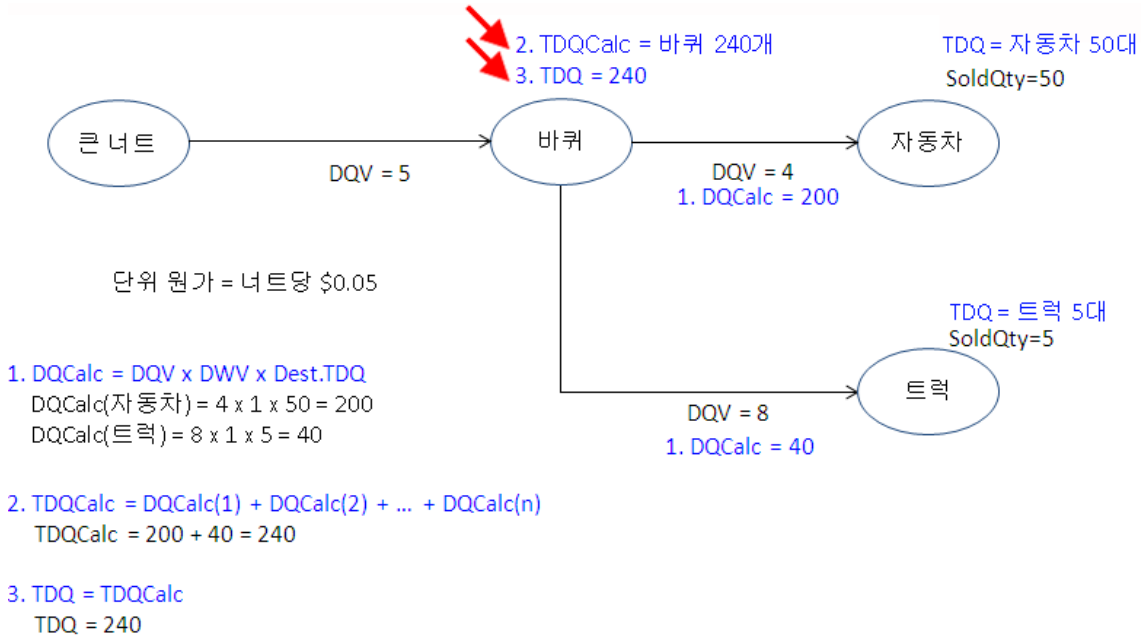 2. TDQCalc = 바퀴 240개
3. TDQ = 240
TDQ = 자동차 50대
SoldQty=50
큰 너트
바퀴
자동차
DQV = 5
DQV = 4
1. DQCalc = 200
단위 원가 = 너트당 $0.05
TDQ = 트럭 5대
SoldQty=5
트럭
DQV = 8
1. DQCalc = 40
1. DQCalc = DQV x DWV x Dest.TDQ
DQCalc(자동차) = 4 x 1 x 50 = 200
DQCalc(트럭) = 8 x 1 x 5 = 40
2. TDQCalc = DQCalc(1) + DQCalc(2) + ... + DQCalc(n)
TDQCalc = 200 + 40 = 240
3. TDQ = TDQCalc
TDQ = 240